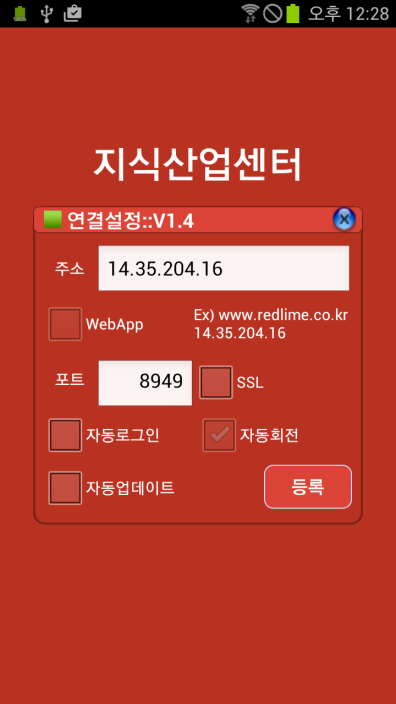 오후 12:28
지식산업센터
연결설정::V1.4
주소 14.35.204.16
WebApp Ex) www.redlime.co.kr
14.35.204.16
포트 8949 SSL
자동로그인 자동회전
자동업데이트 등록